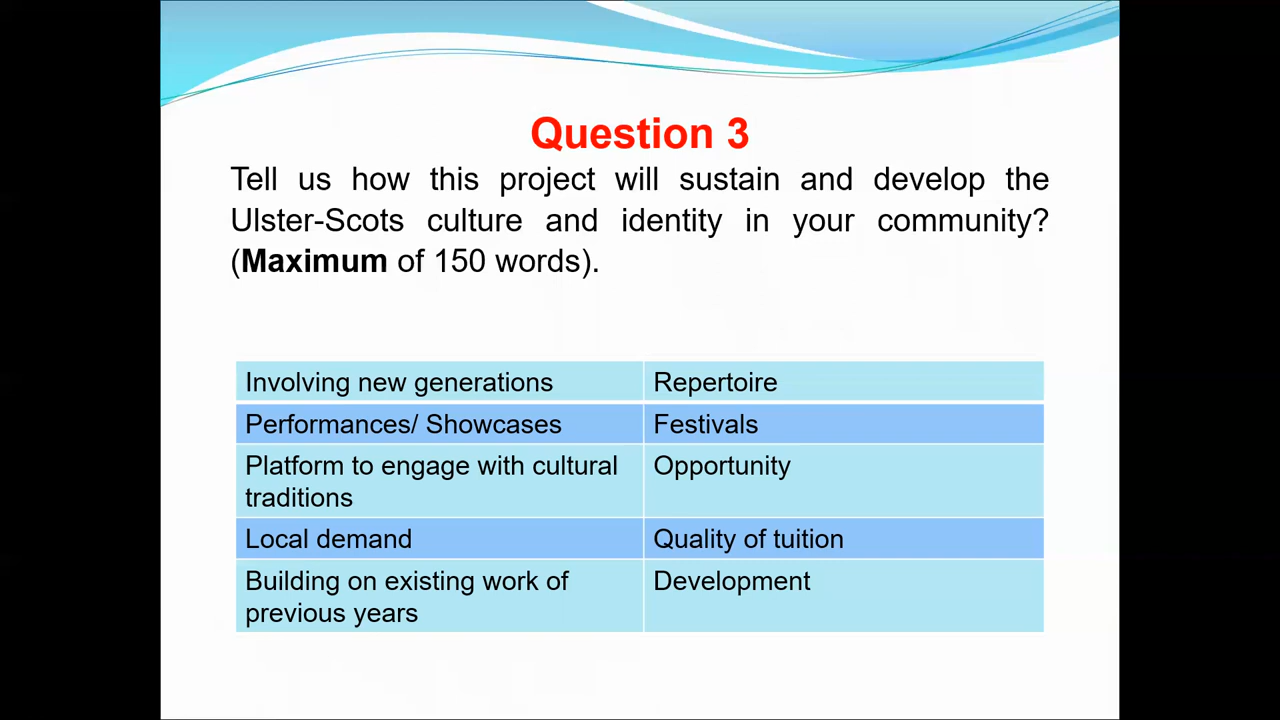 Question 3
Tell us how this project will sustain and develop the
Ulster-Scots culture and identity in your community?
(Maximum of 150 words).
Involving new generations
Repertoire
Performances/ Showcases
Festivals
Platform to engage with cultural
traditions
Opportunity
Local demand
Quality of tuition
Building on existing work of
previous years
Development